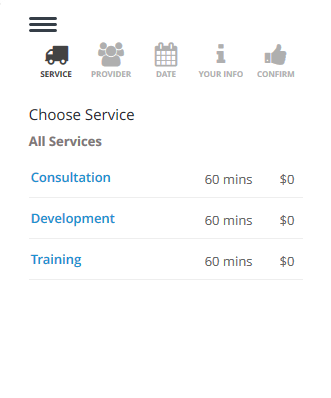 SERVICE PROVIDER DATE YOUR INFO CONFIRM
Choose Service
All Services
Consultation 60 mins $0
Development 60 mins $0
Training 60 mins $0